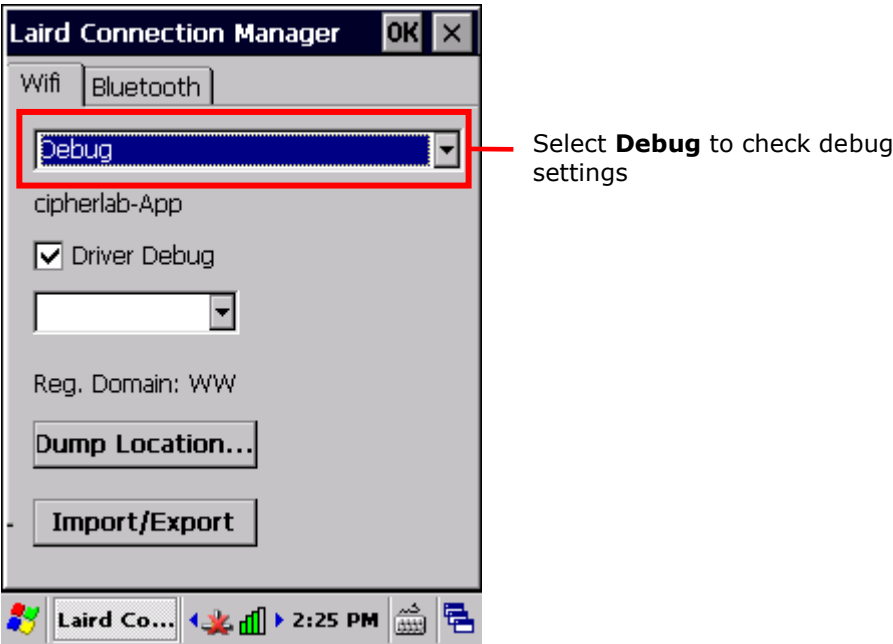 Laird Connection Manager OK
Wifi Bluetooth
Debug
Select Debug to check debug
settings
cipherlab-App
Driver Debug
Reg. Domain: WW
Dump Location...
Import/Export
Laird Co... 2:25 PM